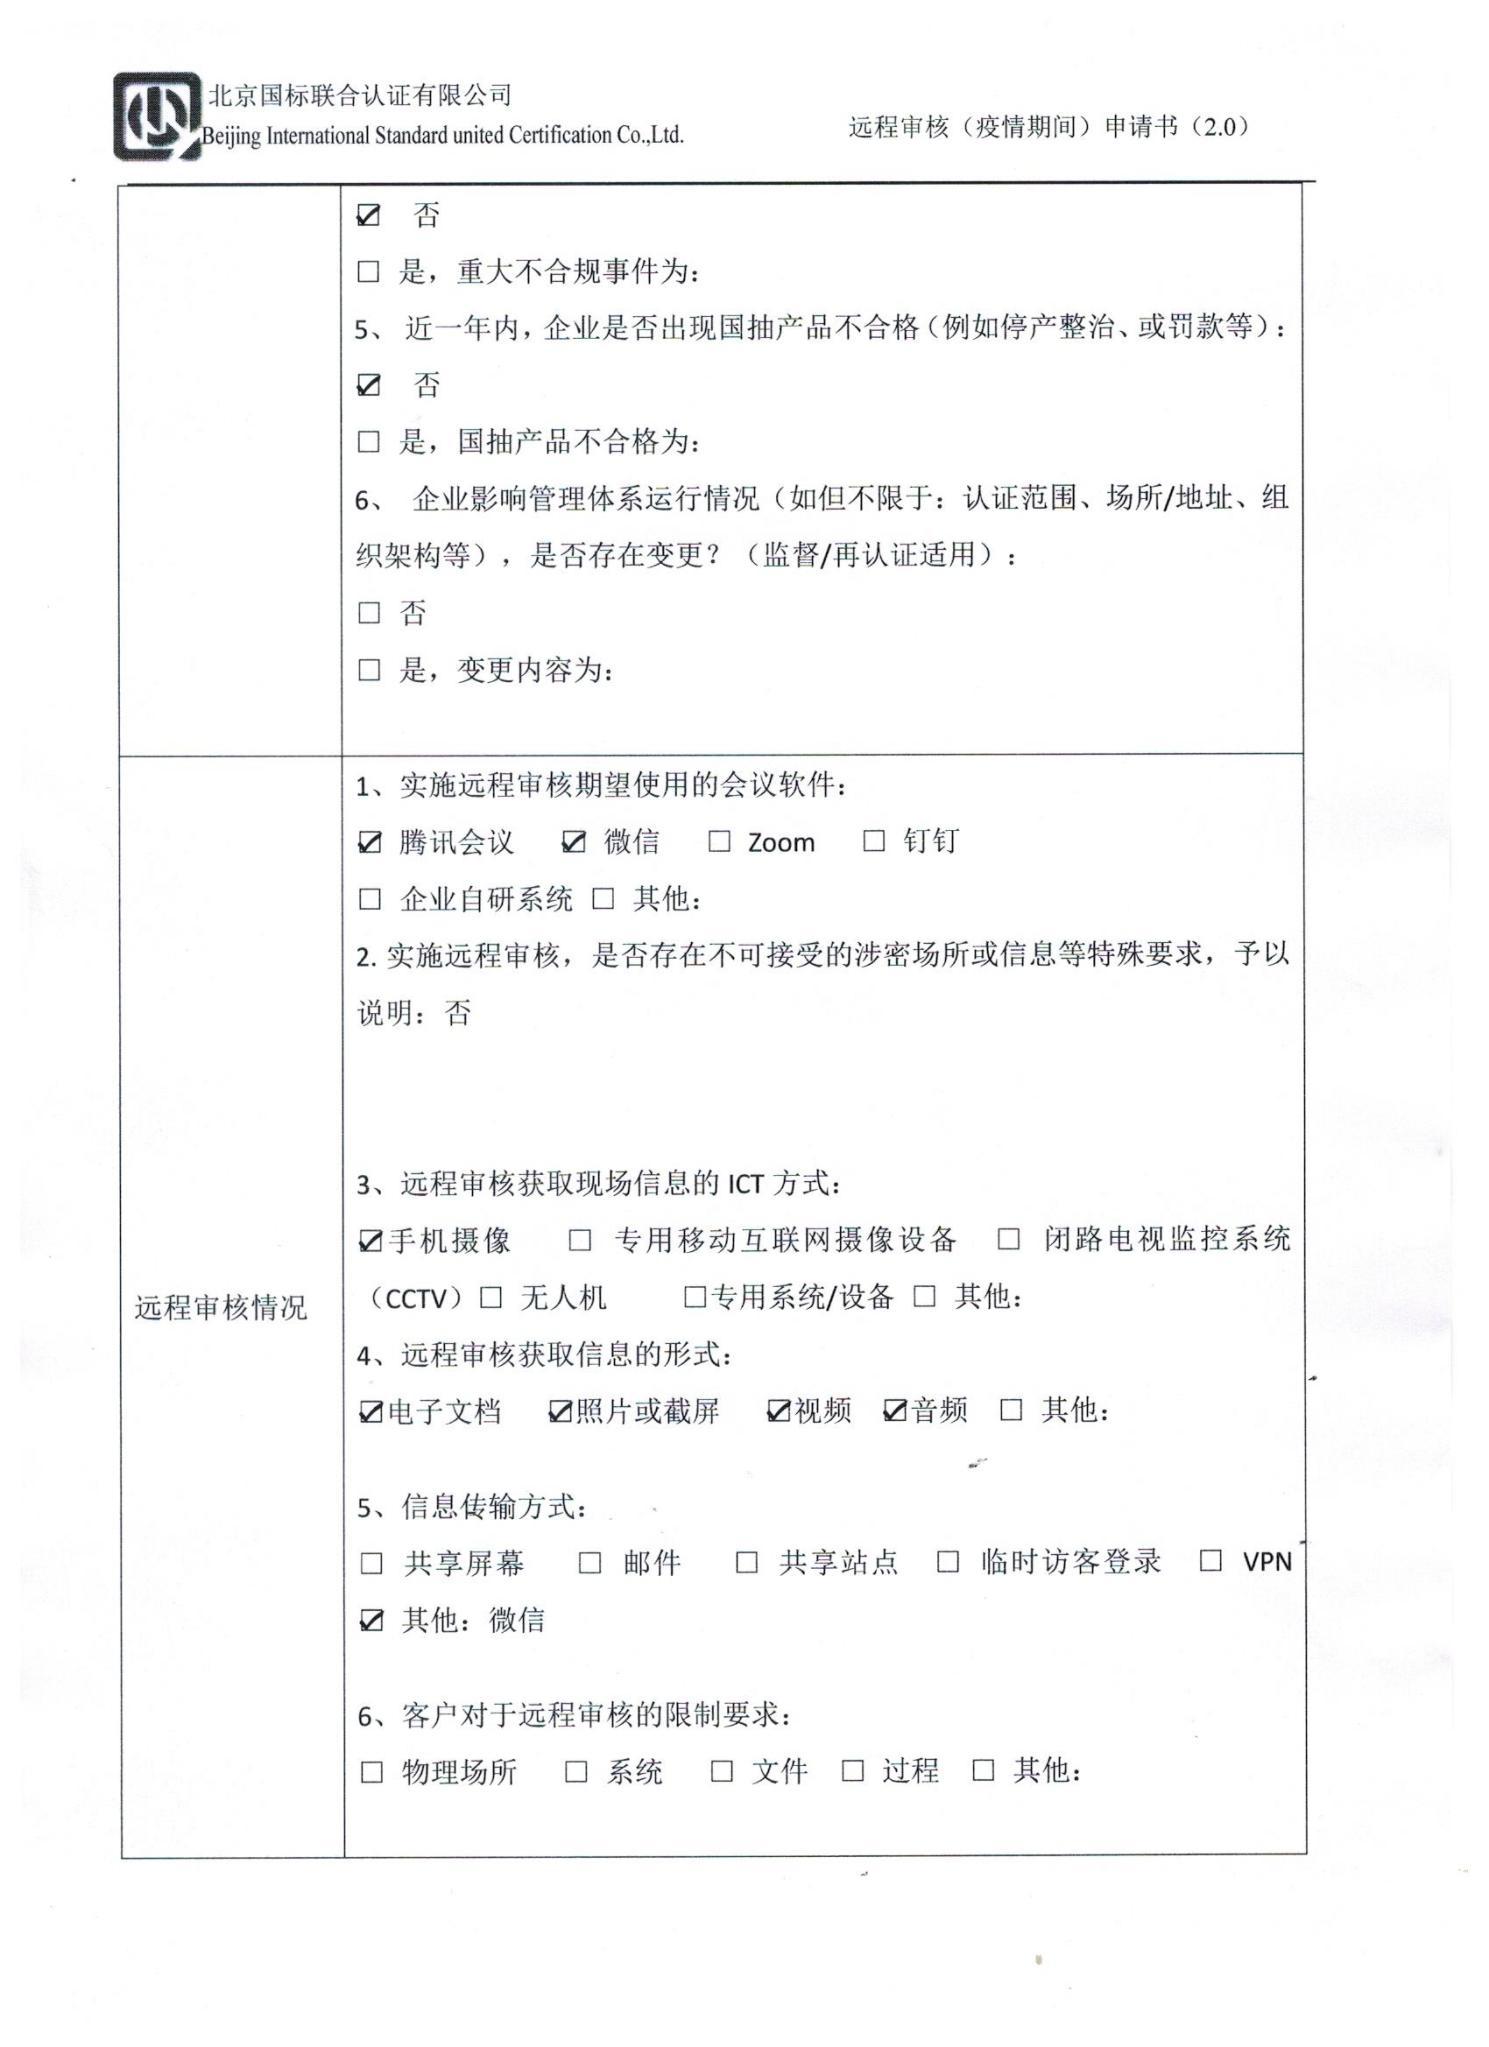 北京国标联合认证有限公司
Beijing International Standard united Certification Co.,Ltd.
远程审核（疫情期间）申请书（2.0）
☑ 否
□ 是，重大不合规事件为：
5、 近一年内，企业是否出现国抽产品不合格（例如停产整治、或罚款等）：
☑ 否
□ 是，国抽产品不合格为：
6、 企业影响管理体系运行情况（如但不限于：认证范围、场所/地址、组
织架构等），是否存在变更？（监督/再认证适用）：
□ 否
□ 是，变更内容为：
远程审核情况
1、实施远程审核期望使用的会议软件：
☑ 腾讯会议 ☑ 微信 □ Zoom □ 钉钉
□ 企业自研系统 □ 其他：
2. 实施远程审核，是否存在不可接受的涉密场所或信息等特殊要求，予以
说明：否
3、远程审核获取现场信息的 ICT 方式：
☑手机摄像 □ 专用移动互联网摄像设备 □ 闭路电视监控系统
（CCTV）□ 无人机 □专用系统/设备 □ 其他：
4、远程审核获取信息的形式：
☑电子文档 ☑照片或截屏 ☑视频 ☑音频 □ 其他：
5、信息传输方式：
□ 共享屏幕 □ 邮件 □ 共享站点 □ 临时访客登录 □ VPN
☑ 其他：微信
6、客户对于远程审核的限制要求：
□ 物理场所 □ 系统 □ 文件 □ 过程 □ 其他：